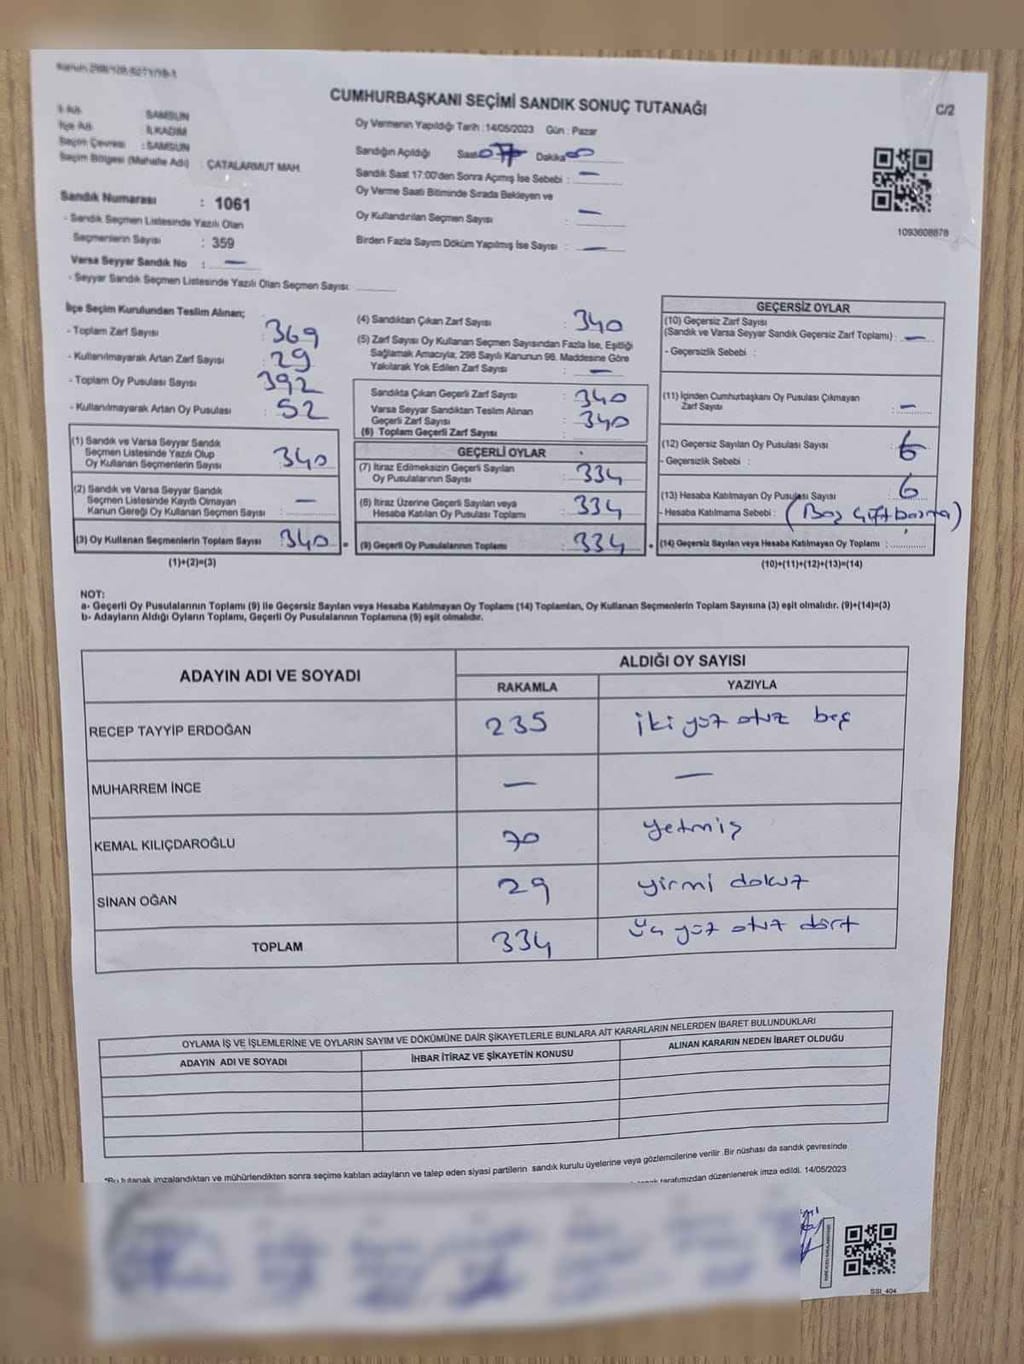 CUMHURBAŞKANI SEÇİMİ SANDIK SONUÇ TUTANAĞI
C/2
İl Adı SAMSUN
İlçe Adı İLKADIM
Seçim Çevresi : SAMSUN
Seçim Bölgesi (Mahalle Adı) : ÇATALARMUT MAH.
Sandık Numarası : 1061
- Sandık Seçmen Listesinde Yazılı Olan
Seçmenlerin Sayısı : 359
Varsa Seyyar Sandık No : —
- Seyyar Sandık Seçmen Listesinde Yazılı Olan Seçmen Sayısı
Oy Vermenin Yapıldığı Tarih :14/05/2023 Gün : Pazar
Sandığın Açıldığı Saat Dakika
Sandık Saat 17:00'den Sonra Açımış İse Sebebi : —
Oy Verme Saati Bitiminde Sırada Bekleyen ve
Oy Kullandırılan Seçmen Sayısı : —
Birden Fazla Sayım Döküm Yapılmış İse Sayısı : —
1093608878
İlçe Seçim Kurulundan Teslim Alınan;
- Toplam Zarf Sayısı : 369
- Kullanılmayarak Artan Zarf Sayısı : 29
- Toplam Oy Pusulası Sayısı : 392
- Kullanılmayarak Artan Oy Pusulası : 52
(1) Sandık ve Varsa Seyyar Sandık
Seçmen Listesinde Yazılı Olup
Oy Kullanan Seçmenlerin Sayısı : 340
(2) Sandık ve Varsa Seyyar Sandık
Seçmen Listesinde Kayıtlı Olmayan
Kanun Gereği Oy Kullanan Seçmen Sayısı : —
(3) Oy Kullanan Seçmenlerin Toplam Sayısı : 340
(1)+(2)=(3)
(4) Sandıktan Çıkan Zarf Sayısı : 340
(5) Zarf Sayısı Oy Kullanan Seçmen Sayısından Fazla İse, Eşitliği
Sağlamak Amacıyla, 298 Sayılı Kanunun 98. Maddesine Göre
Yakılarak Yok Edilen Zarf Sayısı : —
Sandıkta Çıkan Geçerli Zarf Sayısı : 340
Varsa Seyyar Sandıktan Teslim Alınan
Geçerli Zarf Sayısı : 340
(6) Toplam Geçerli Zarf Sayısı :
GEÇERLİ OYLAR
(7) İtiraz Edilmeksizin Geçerli Sayılan
Oy Pusulasının Sayısı : 334
(8) İtiraz Üzerine Geçerli Sayılan veya
Hesaba Katılan Oy Pusulası Toplamı : 334
(9) Geçerli Oy Pusulalarının Toplamı : 334
GEÇERSİZ OYLAR
(10) Geçersiz Zarf Sayısı
(Sandık ve Varsa Seyyar Sandık Geçersiz Zarf Toplamı) : —
- Geçersizlik Sebebi :
(11) İçinden Cumhurbaşkanı Oy Pusulası Çıkmayan
Zarf Sayısı : —
(12) Geçersiz Sayılan Oy Pusulası Sayısı : 6
- Geçersizlik Sebebi :
(13) Hesaba Katılmayan Oy Pusulası Sayısı : 6
- Hesaba Katılmama Sebebi : (Boş çift basma)
(14) Geçersiz Sayılan veya Hesaba Katılmayan Oy Toplamı :
(10)+(11)+(12)+(13)=(14)
NOT:
a- Geçerli Oy Pusulalarının Toplamı (9) ile Geçersiz Sayılan veya Hesaba Katılmayan Oy Toplamı (14) Toplamları, Oy Kullanan Seçmenlerin Toplam Sayısına (3) eşit olmalıdır. (9)+(14)=(3)
b- Adayların Aldığı Oyların Toplamı, Geçerli Oy Pusulalarının Toplamına (9) eşit olmalıdır.
ADAYIN ADI VE SOYADI ALDIĞI OY SAYISI
RAKAMLA YAZIYLA
RECEP TAYYİP ERDOĞAN 235 iki yüz otuz beş
MUHARREM İNCE — —
KEMAL KILIÇDAROĞLU 70 yetmiş
SİNAN OĞAN 29 yirmi dokuz
TOPLAM 334 üç yüz otuz dört
OYLAMA İŞ VE İŞLEMLERİNE VE OYLARIN SAYIM VE DÖKÜMÜNE DAİR ŞİKAYETLERLE BUNLARA AİT KARARLARIN NELERDEN İBARET BULUNDUKLARI
ADAYIN ADI VE SOYADI İHBAR İTİRAZ VE ŞİKAYETİN KONUSU ALINAN KARARIN NEDEN İBARET OLDUĞU
*Bu tutanak imzalandıktan ve mühürlendikten sonra seçime katılan adayların ve talep eden siyasi partilerin sandık kurulu üyelerine veya gözlemcilerine verilir .Bir nüshası da sandık çevresinde
tarafımızdan düzenlenerek imza edildi. 14/05/2023
SSI_404